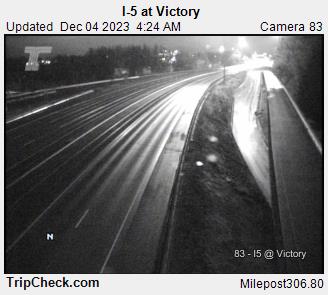 I-5 at Victory
Updated  Dec 04 2023  4:24 AM    Camera 83
T
N
83 - I5 @ Victory
TripCheck.com    Milepost306.80